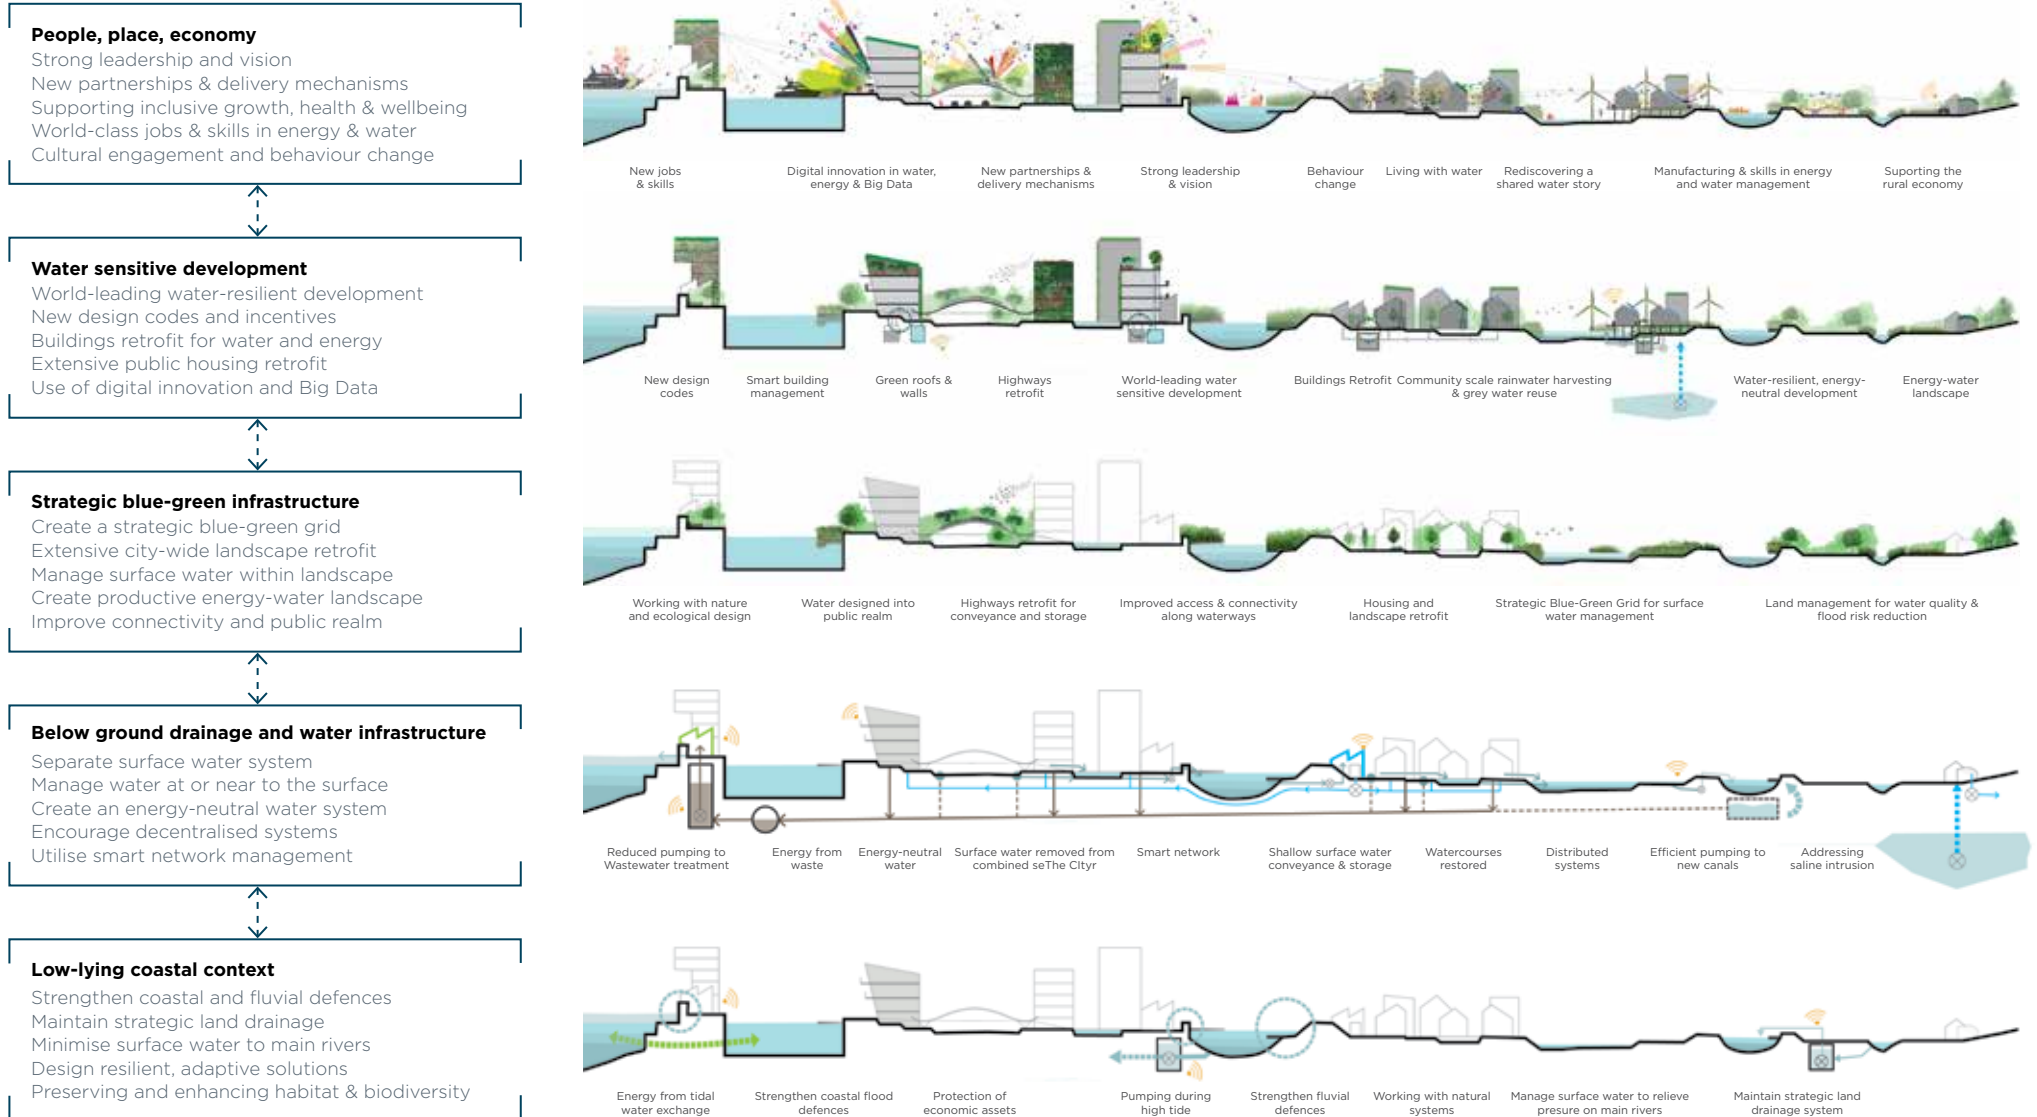 People, place, economy
Strong leadership and vision
New partnerships & delivery mechanisms
Supporting inclusive growth, health & wellbeing
World-class jobs & skills in energy & water
Cultural engagement and behaviour change
New jobs
& skills
Digital innovation in water,
energy & Big Data
New partnerships &
delivery mechanisms
Strong leadership
& vision
Behaviour
change
Living with water
Rediscovering a
shared water story
Manufacturing & skills in energy
and water management
Suporting the
rural economy
Water sensitive development
World-leading water-resilient development
New design codes and incentives
Buildings retrofit for water and energy
Extensive public housing retrofit
Use of digital innovation and Big Data
New design
codes
Smart building
management
Green roofs &
walls
Highways
retrofit
World-leading water
sensitive development
Buildings Retrofit
Community scale rainwater harvesting
& grey water reuse
Water-resilient, energy-
neutral development
Energy-water
landscape
Strategic blue-green infrastructure
Create a strategic blue-green grid
Extensive city-wide landscape retrofit
Manage surface water within landscape
Create productive energy-water landscape
Improve connectivity and public realm
Working with nature
and ecological design
Water designed into
public realm
Highways retrofit for
conveyance and storage
Improved access & connectivity
along waterways
Housing and
landscape retrofit
Strategic Blue-Green Grid for surface
water management
Land management for water quality &
flood risk reduction
Below ground drainage and water infrastructure
Separate surface water system
Manage water at or near to the surface
Create an energy-neutral water system
Encourage decentralised systems
Utilise smart network management
Reduced pumping to
Wastewater treatment
Energy from
waste
Energy-neutral
water
Surface water removed from
combined seThe CItyr
Smart network
Shallow surface water
conveyance & storage
Watercourses
restored
Distributed
systems
Efficient pumping to
new canals
Addressing
saline intrusion
Low-lying coastal context
Strengthen coastal and fluvial defences
Maintain strategic land drainage
Minimise surface water to main rivers
Design resilient, adaptive solutions
Preserving and enhancing habitat & biodiversity
Energy from tidal
water exchange
Strengthen coastal flood
defences
Protection of
economic assets
Pumping during
high tide
Strengthen fluvial
defences
Working with natural
systems
Manage surface water to relieve
presure on main rivers
Maintain strategic land
drainage system